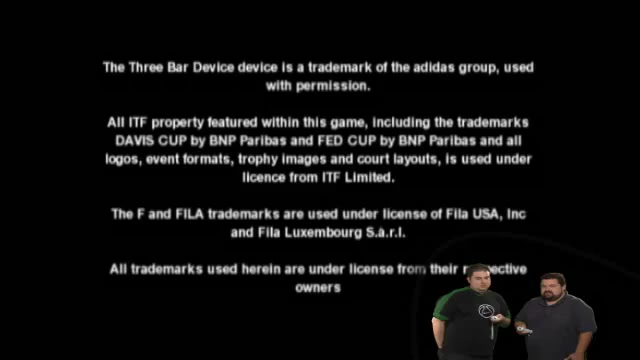 The Three Bar Device device is a trademark of the adidas group, used
with permission.
All ITF property featured within this game, including the trademarks
DAVIS CUP by BNP Paribas and FED CUP by BNP Paribas and all
logos, event formats, trophy images and court layouts, is used under
licence from ITF Limited.
The F and FILA trademarks are used under license of Fila USA, Inc
and Fila Luxembourg S.à.r.l.
All trademarks used herein are under license from their respective
owners